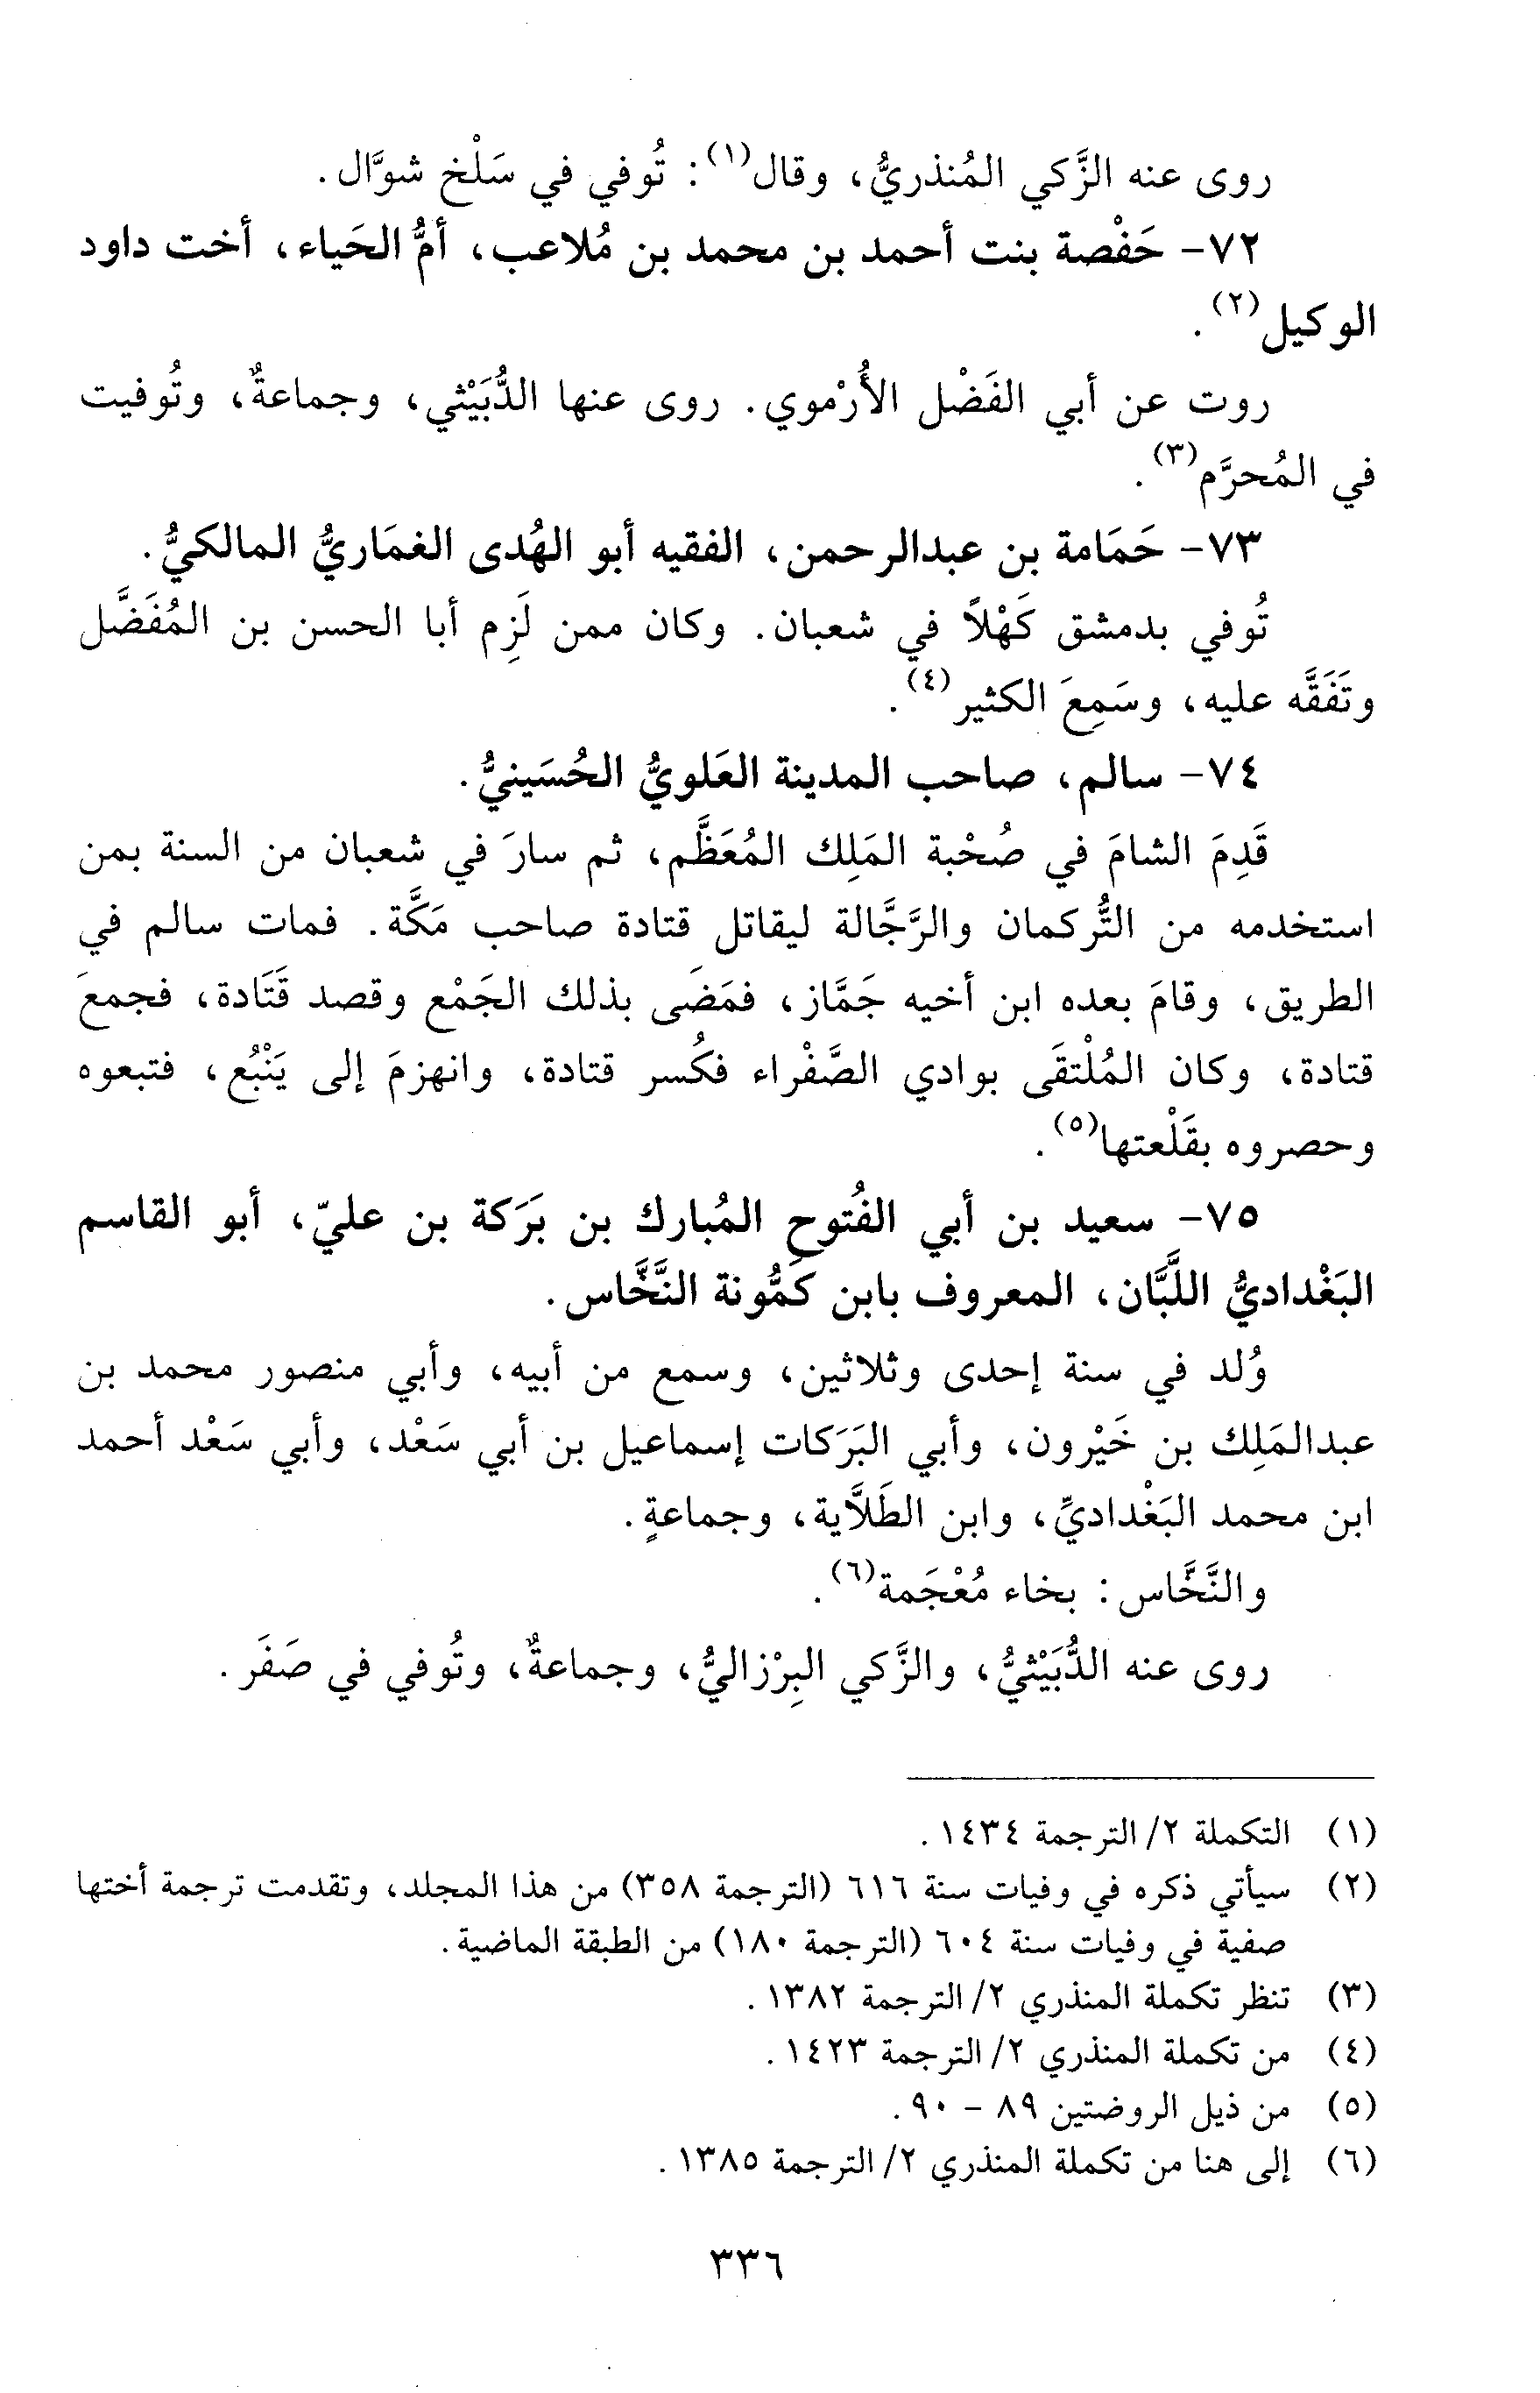 روى عنه الزَّكي المُنذريُّ، وقال(١): تُوفي في سَلْخ شوَّال.
٧٢- حَفْصة بنت أحمد بن محمد بن مُلاعب، أمُّ الحَياء، أخت داود
الوكيل(٢).
روت عن أبي الفَضْل الأُرْموي. روى عنها الدُّبَيْثي، وجماعةٌ، وتُوفيت
في المُحرَّم(٣).
٧٣- حَمَامة بن عبدالرحمن، الفقيه أبو الهُدى الغمَاريُّ المالكيُّ.
تُوفي بدمشق كَهْلاً في شعبان. وكان ممن لَزِم أبا الحسن بن المُفَضَّل
وتَفَقَّه عليه، وسَمِعَ الكثير(٤).
٧٤- سالم، صاحب المدينة العَلويُّ الحُسَينيُّ.
قَدِمَ الشامَ في صُحْبة المَلِك المُعَظَّم، ثم سارَ في شعبان من السنة بمن
استخدمه من التُّركمان والرَّجَّالة ليقاتل قتادة صاحب مَكَّة. فمات سالم في
الطريق، وقامَ بعده ابن أخيه جَمَّاز، فمَضَى بذلك الجَمْع وقصد قَتَادة، فجمعَ
قتادة، وكان المُلْتقَى بوادي الصَّفْراء فكُسر قتادة، وانهزمَ إلى يَنْبُع، فتبعوه
وحصروه بقَلْعتها(٥).
٧٥- سعيد بن أبي الفُتوحِ المُبارك بن بَرَكة بن عليّ، أبو القاسم
البَغْداديُّ اللَّبَّان، المعروف بابن كَمُّونة النَّخَّاس.
وُلد في سنة إحدى وثلاثين، وسمع من أبيه، وأبي منصور محمد بن
عبدالمَلِك بن خَيْرون، وأبي البَرَكات إسماعيل بن أبي سَعْد، وأبي سَعْد أحمد
ابن محمد البَغْداديِّ، وابن الطَلَّاية، وجماعةٍ.
والنَّخَّاس: بخاء مُعْجَمة(٦).
روى عنه الدُّبَيْثيُّ، والزَّكي البِرْزاليُّ، وجماعةٌ، وتُوفي في صَفَر.
(١) التكملة ٢/ الترجمة ١٤٣٤.
(٢) سيأتي ذكره في وفيات سنة ٦١٦ (الترجمة ٣٥٨) من هذا المجلد، وتقدمت ترجمة أختها
صفية في وفيات سنة ٦٠٤ (الترجمة ١٨٠) من الطبقة الماضية.
(٣) تنظر تكملة المنذري ٢/ الترجمة ١٣٨٢.
(٤) من تكملة المنذري ٢/ الترجمة ١٤٢٣.
(٥) من ذيل الروضتين ٨٩ - ٩٠.
(٦) إلى هنا من تكملة المنذري ٢/ الترجمة ١٣٨٥.
٣٣٦